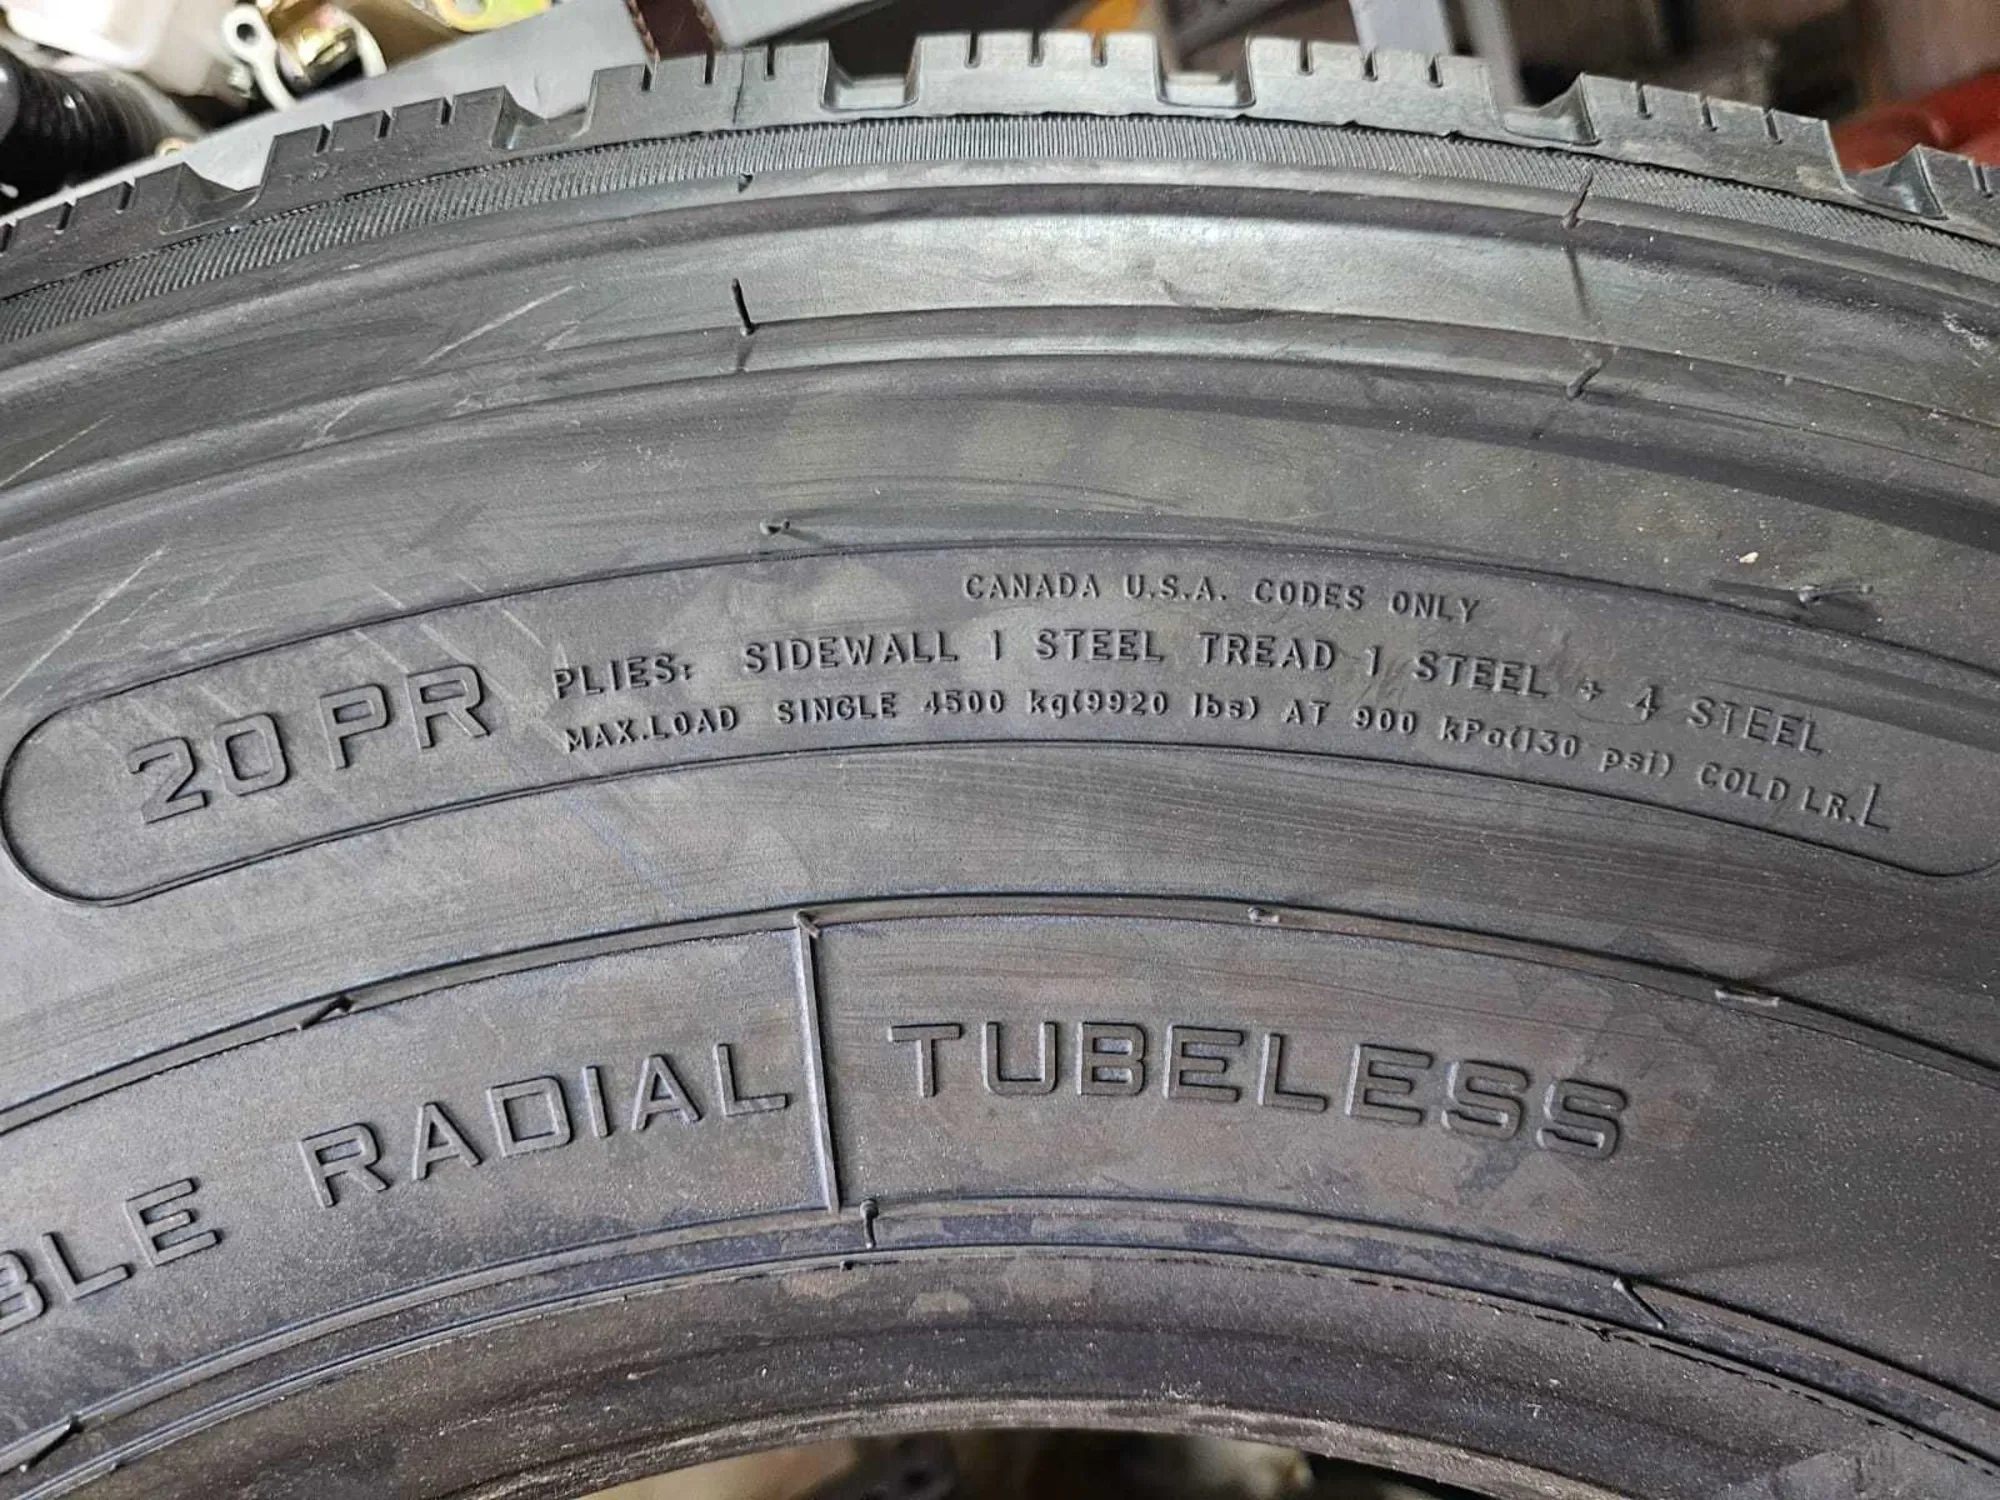 CANADA U.S.A. CODES ONLY
20 PR
PLIES: SIDEWALL 1 STEEL TREAD 1 STEEL + 4 STEEL
MAX.LOAD SINGLE 4500 kg(9920 lbs) AT 900 kPa(130 psi) COLD LR.L
BLE RADIAL TUBELESS